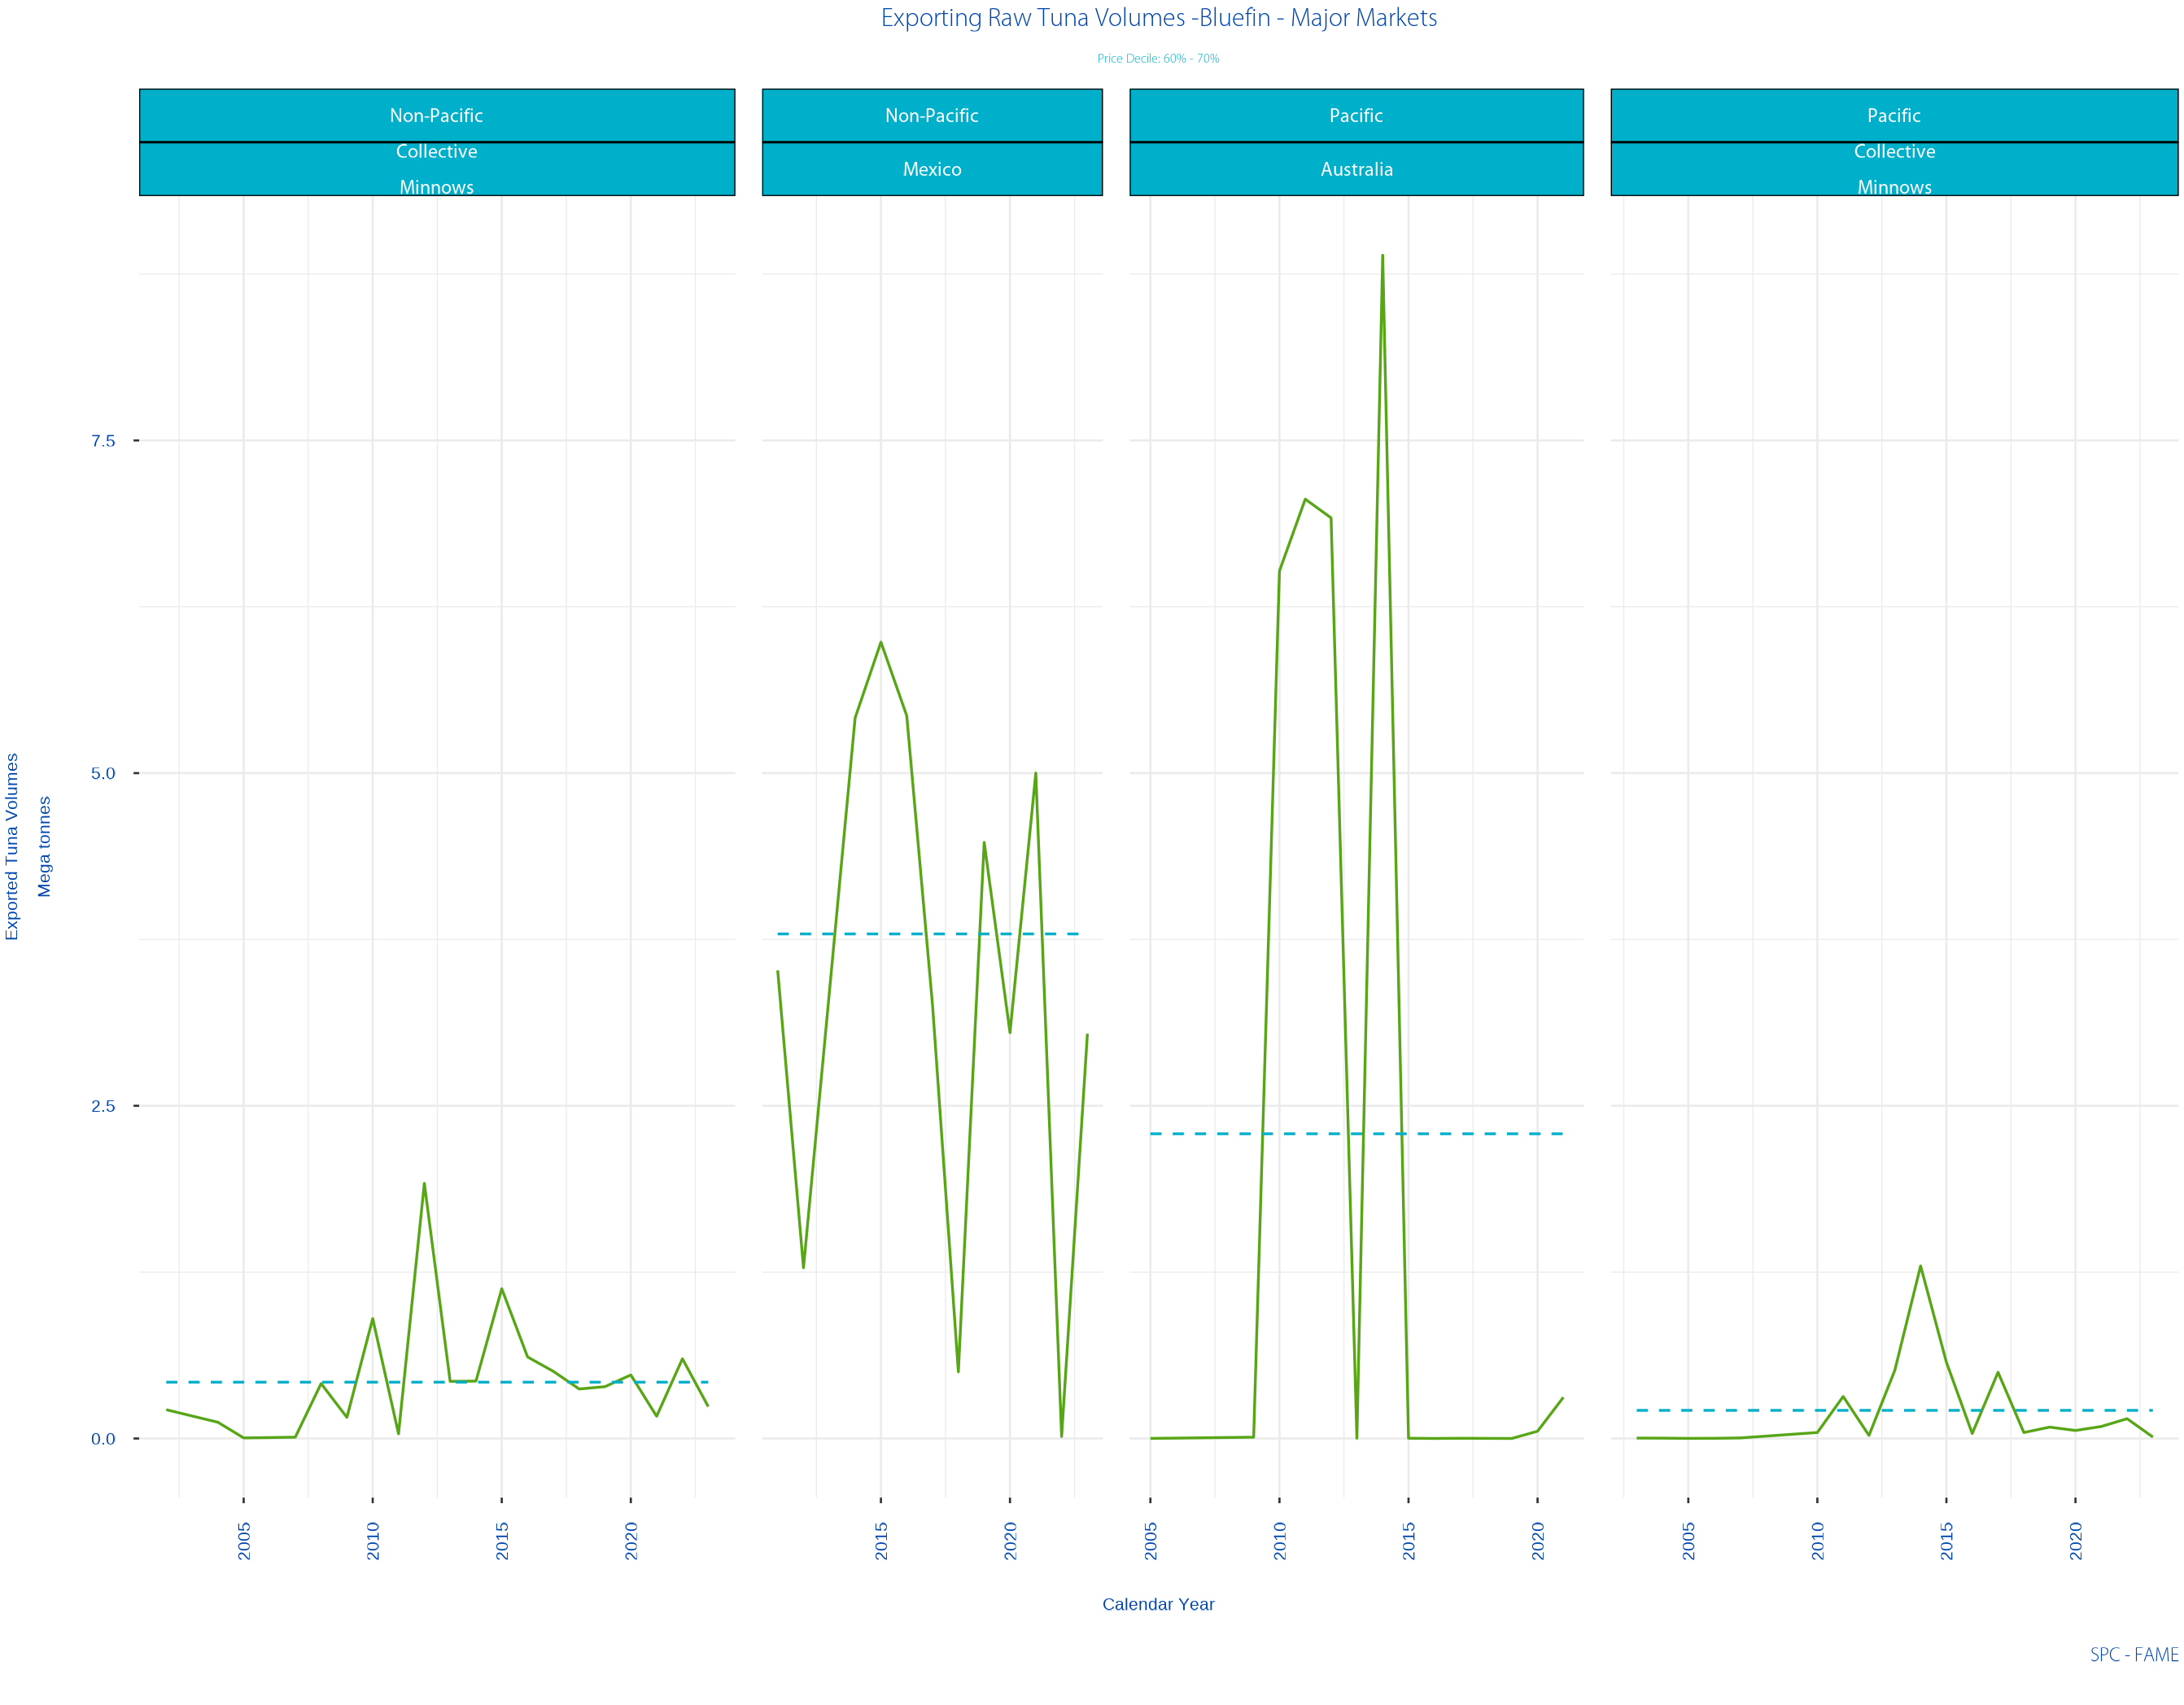 Exporting Raw Tuna Volumes -Bluefin - Major Markets
Price Decile: 60% - 70%
Non-Pacific
Collective
Minnows
Non-Pacific
Mexico
Pacific
Australia
Pacific
Collective
Minnows
Exported Tuna Volumes
Mega tonnes
7.5
5.0
2.5
0.0
2005 2010 2015 2020
2015 2020
2005 2010 2015 2020
2005 2010 2015 2020
Calendar Year
SPC - FAME